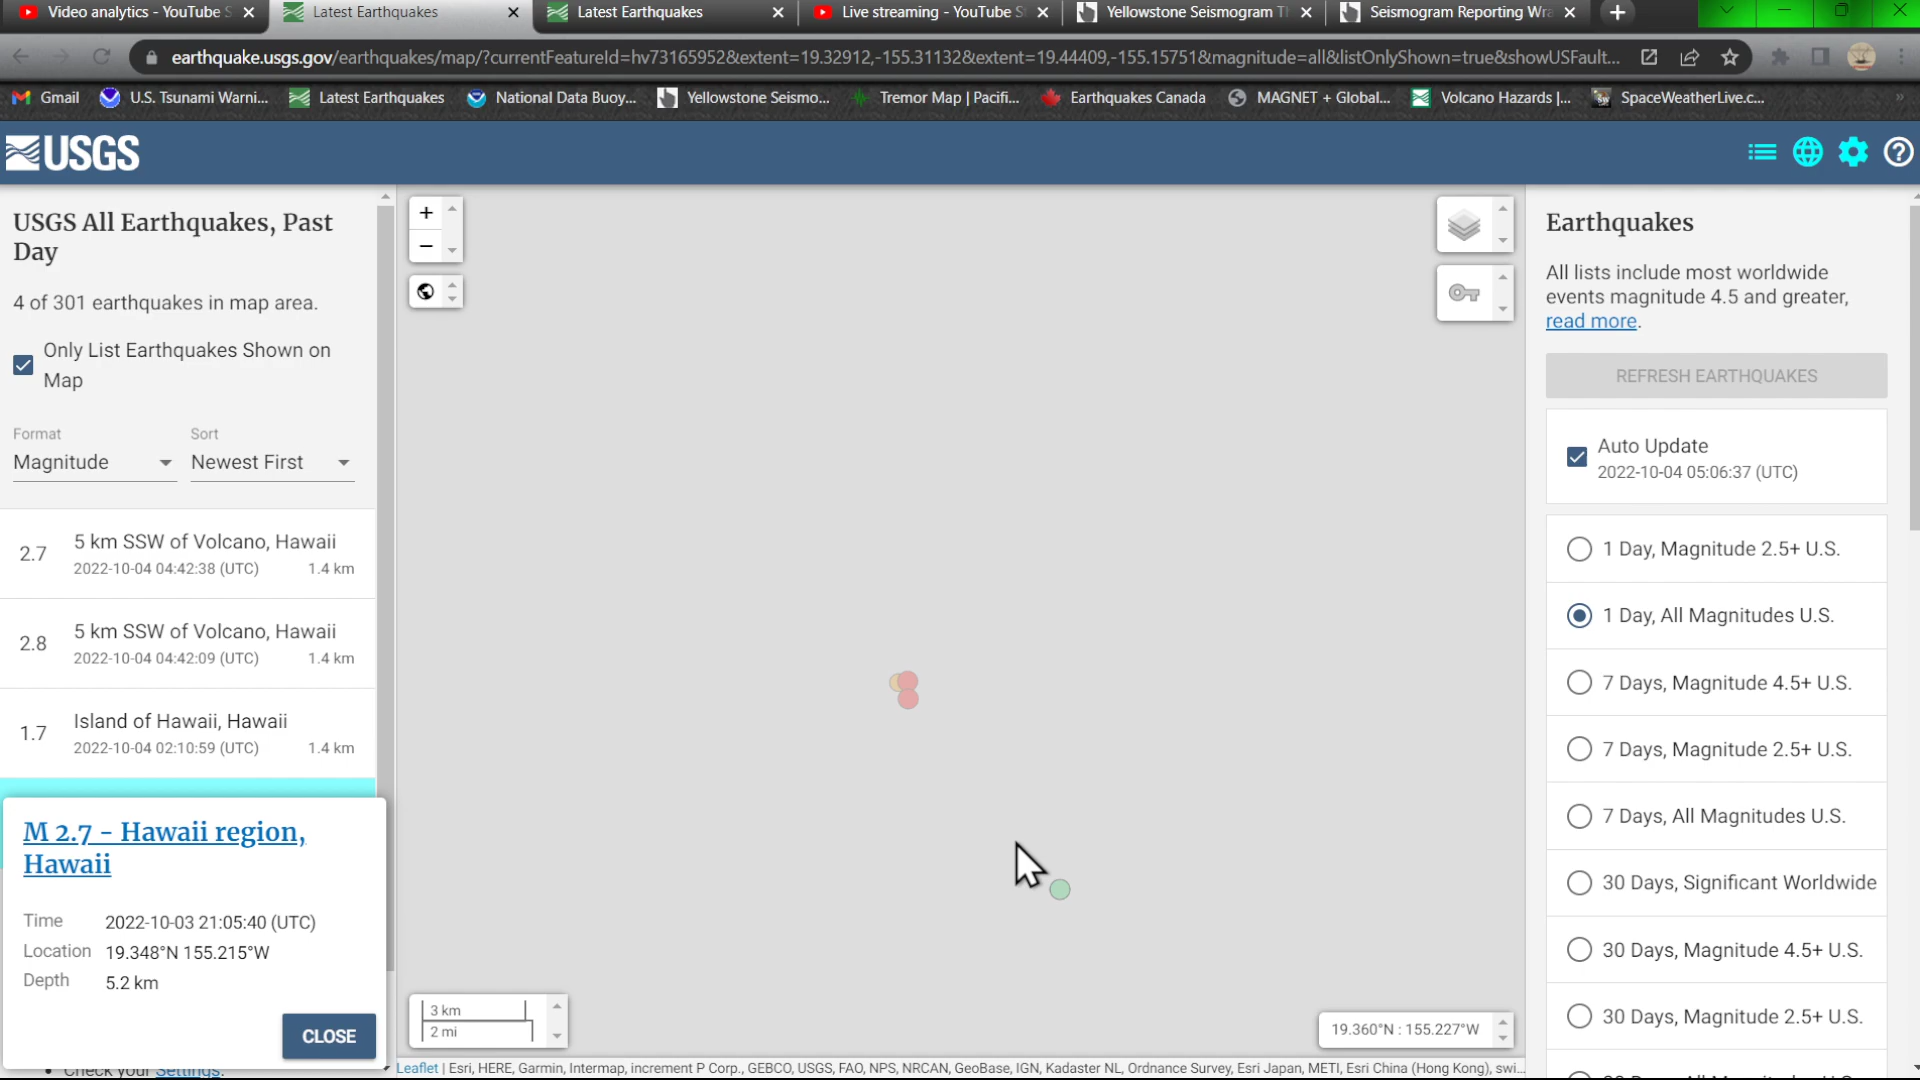 Video analytics - YouTube S
Latest Earthquakes
Latest Earthquakes
Live streaming - YouTube S
Yellowstone Seismogram T
Seismogram Reporting Wra
earthquake.usgs.gov/earthquakes/map/?currentFeatureId=hv73165952&extent=19.32912,-155.31132&extent=19.44409,-155.15751&magnitude=all&listOnlyShown=true&showUSFault...
Gmail
U.S. Tsunami Warni...
Latest Earthquakes
National Data Buoy...
Yellowstone Seismo...
Tremor Map | Pacifi...
Earthquakes Canada
MAGNET + Global...
Volcano Hazards |...
SpaceWeatherLive.c...
USGS
USGS All Earthquakes, Past
Day
4 of 301 earthquakes in map area.
Only List Earthquakes Shown on
Map
Format
Sort
Magnitude
Newest First
2.7
5 km SSW of Volcano, Hawaii
2022-10-04 04:42:38 (UTC)
1.4 km
2.8
5 km SSW of Volcano, Hawaii
2022-10-04 04:42:09 (UTC)
1.4 km
1.7
Island of Hawaii, Hawaii
2022-10-04 02:10:59 (UTC)
1.4 km
M 2.7 - Hawaii region,
Hawaii
Time 2022-10-03 21:05:40 (UTC)
Location 19.348°N 155.215°W
Depth 5.2 km
CLOSE
Check your Settings.
+
−
3 km
2 mi
19.360°N : 155.227°W
Leaflet | Esri, HERE, Garmin, Intermap, increment P Corp., GEBCO, USGS, FAO, NPS, NRCAN, GeoBase, IGN, Kadaster NL, Ordnance Survey, Esri Japan, METI, Esri China (Hong Kong), swi...
Earthquakes
All lists include most worldwide
events magnitude 4.5 and greater,
read more.
REFRESH EARTHQUAKES
Auto Update
2022-10-04 05:06:37 (UTC)
1 Day, Magnitude 2.5+ U.S.
1 Day, All Magnitudes U.S.
7 Days, Magnitude 4.5+ U.S.
7 Days, Magnitude 2.5+ U.S.
7 Days, All Magnitudes U.S.
30 Days, Significant Worldwide
30 Days, Magnitude 4.5+ U.S.
30 Days, Magnitude 2.5+ U.S.